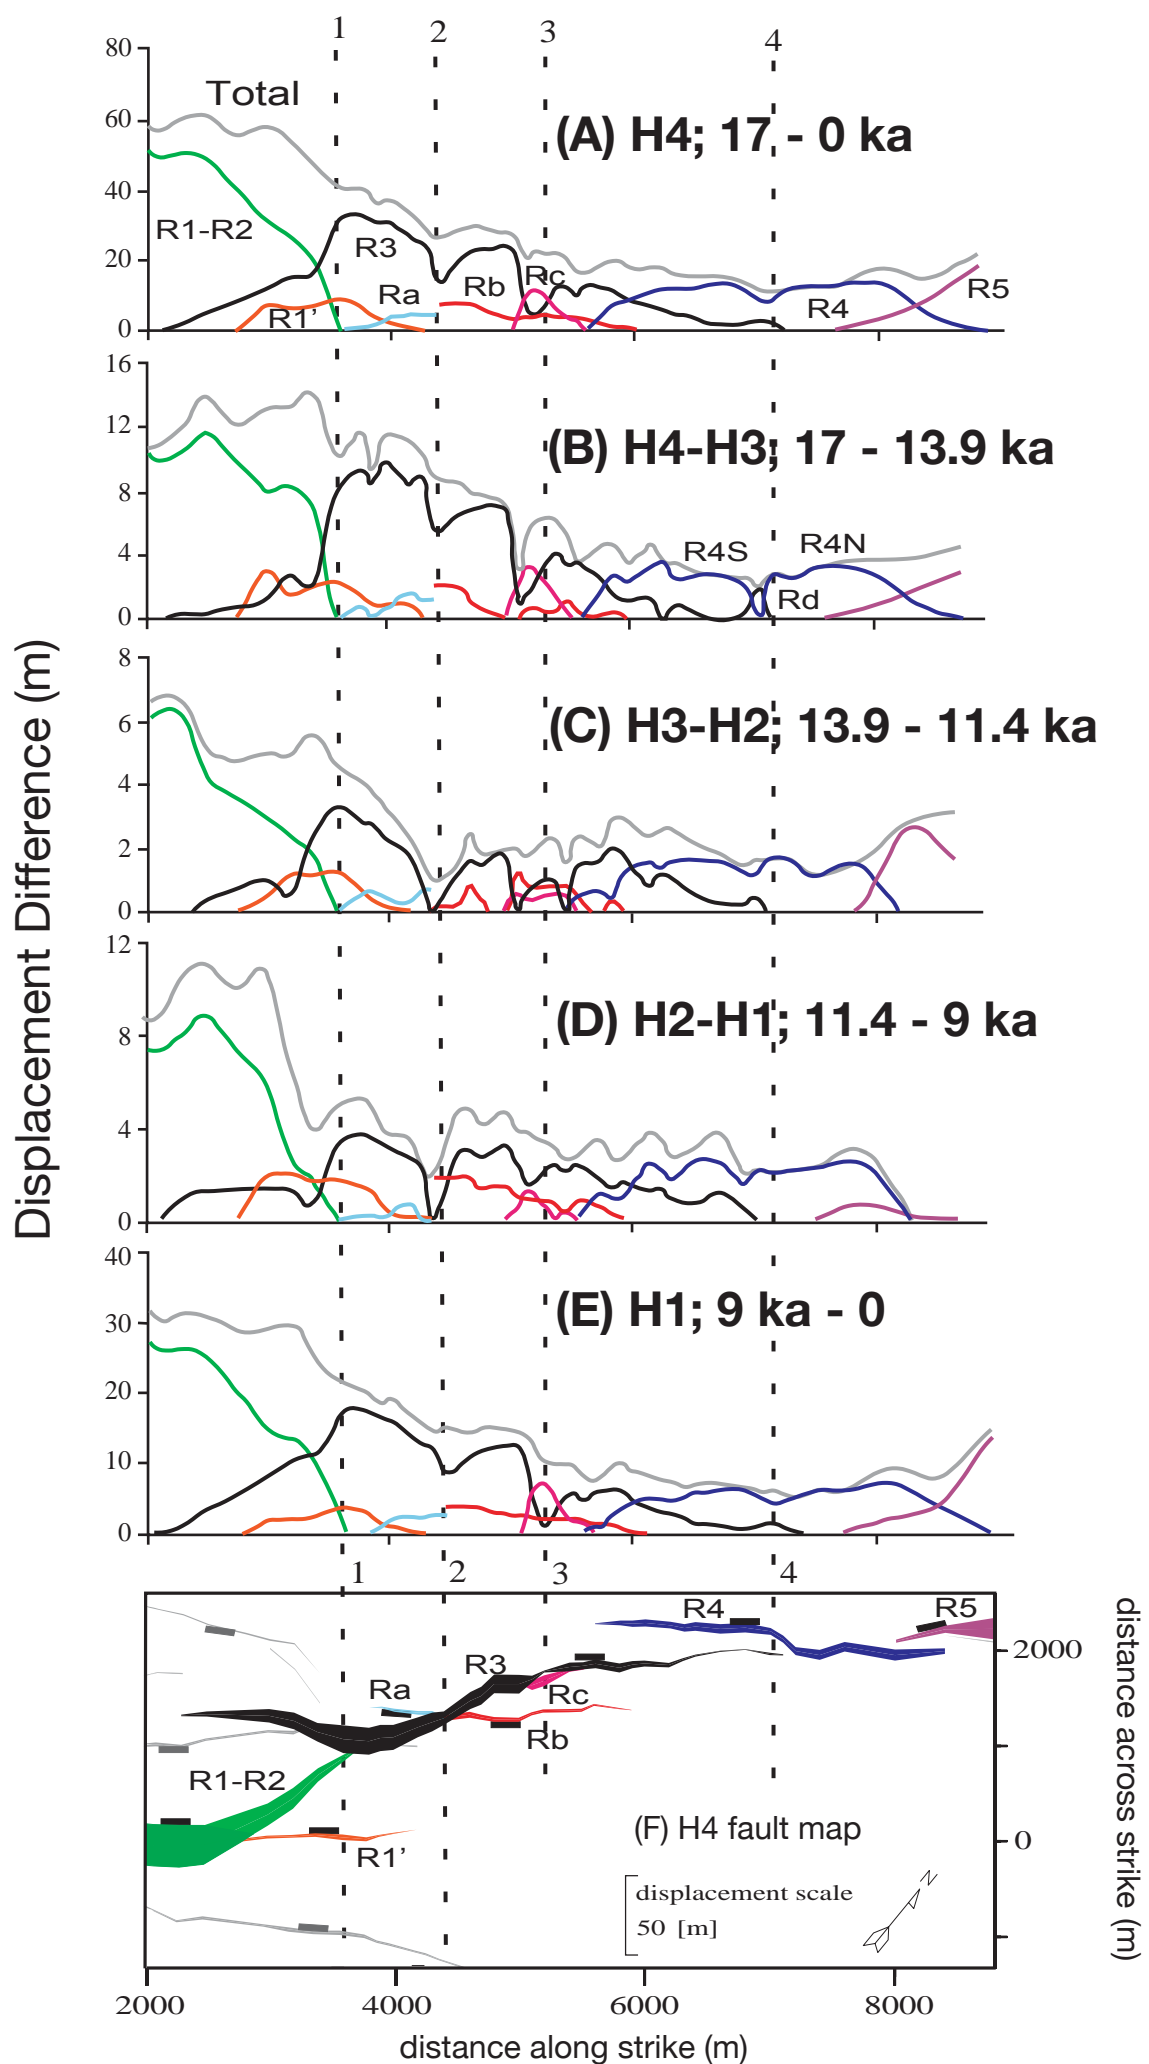 1 2 3 4
80
Total
60
(A) H4; 17 - 0 ka
40
R1-R2
R3
20
Ra Rb Rc R5
R1’ R4
0
16
12
(B) H4-H3; 17 - 13.9 ka
8
R4S R4N
4
Rd
0
8
6
(C) H3-H2; 13.9 - 11.4 ka
4
2
0
12
(D) H2-H1; 11.4 - 9 ka
8
4
0
40
(E) H1; 9 ka - 0
30
20
10
0
Displacement Difference (m)
1 2 3 4
R4 R5
2000
R3
Ra Rc
Rb
R1-R2
(F) H4 fault map
0
R1’
N
displacement scale
50 [m]
distance across strike (m)
2000 4000 6000 8000
distance along strike (m)